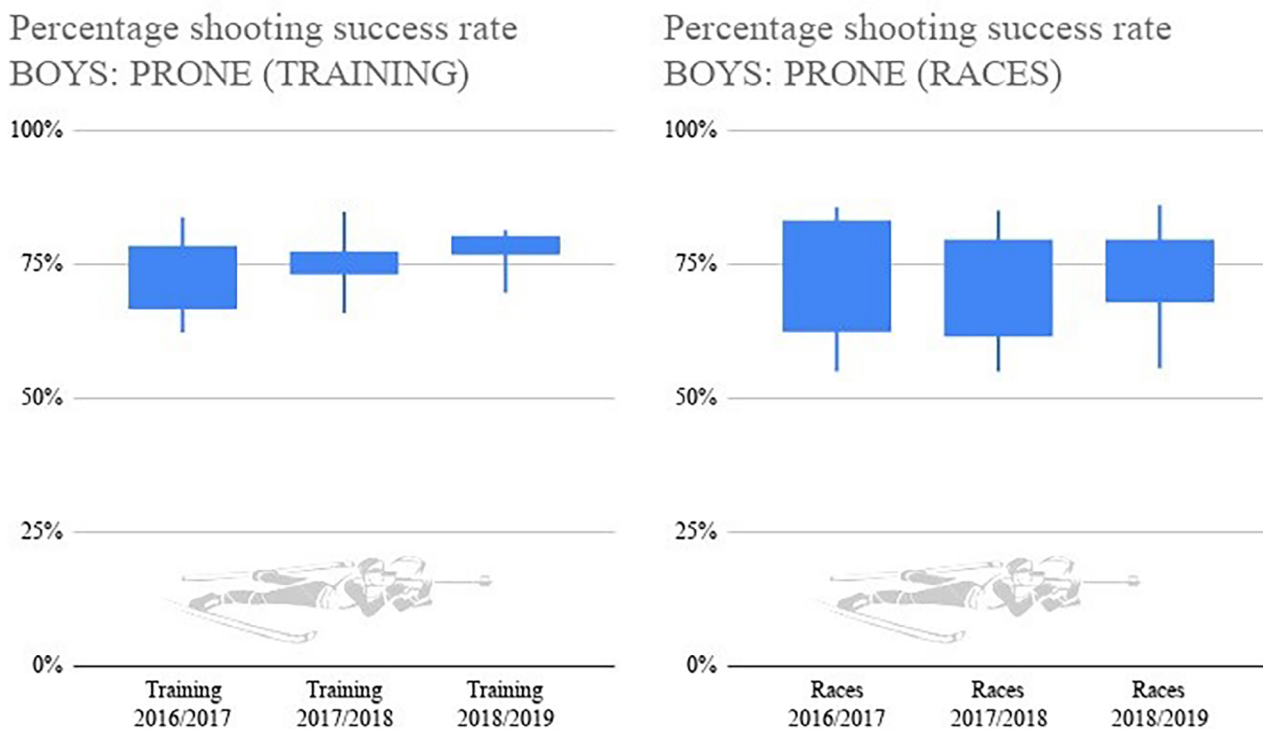 Percentage shooting success rate
BOYS: PRONE (TRAINING)
100%
75%
50%
25%
0%
Training
2016/2017
Training
2017/2018
Training
2018/2019
Percentage shooting success rate
BOYS: PRONE (RACES)
100%
75%
50%
25%
0%
Races
2016/2017
Races
2017/2018
Races
2018/2019